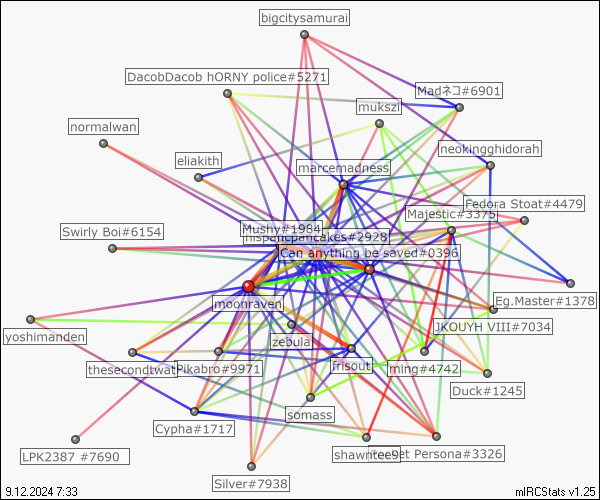 bigcitysamurai
DacobDacob hORNY police#5271
Madネコ#6901
mukszi
normalwan
neokingghidorah
eliakith
marcemadness
Fedora Stoat#4479
Majestic#3375
Mushy#1984
Swirly Boi#6154
hispanicpancakes#2928
Can anything be saved#0396
Eg.Master#1378
moonraven
JKOUYH VIII#7034
yoshimanden
zebula
thesecondtwat
Pikabro#9971
frisout
ming#4742
Duck#1245
somass
Cypha#1717
shawntee9
et Persona#3326
LPK2387 #7690
Silver#7938
9.12.2024 7:33
mIRCStats v1.25